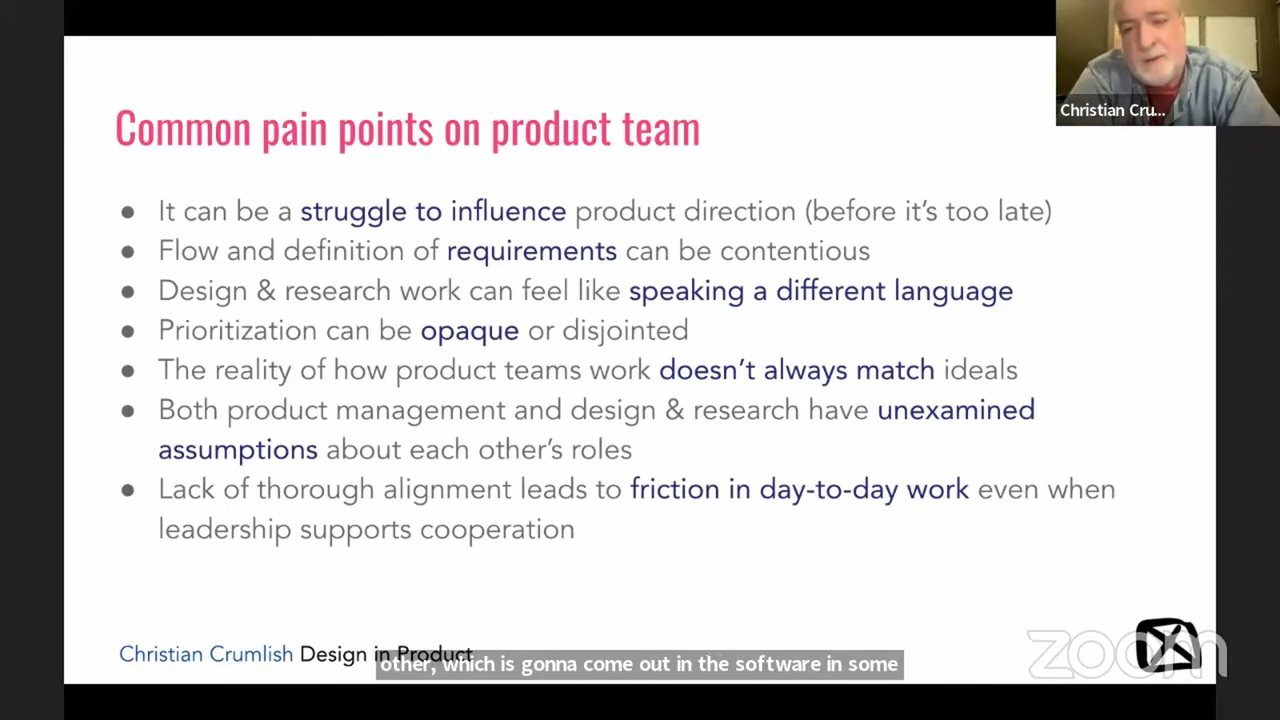 Christian Cru...
Common pain points on product team
● It can be a struggle to influence product direction (before it's too late)
● Flow and definition of requirements can be contentious
● Design & research work can feel like speaking a different language
● Prioritization can be opaque or disjointed
● The reality of how product teams work doesn't always match ideals
● Both product management and design & research have unexamined
assumptions about each other's roles
● Lack of thorough alignment leads to friction in day-to-day work even when
leadership supports cooperation
Christian Crumlish Design in Product
other, which is gonna come out in the software in some
zoom